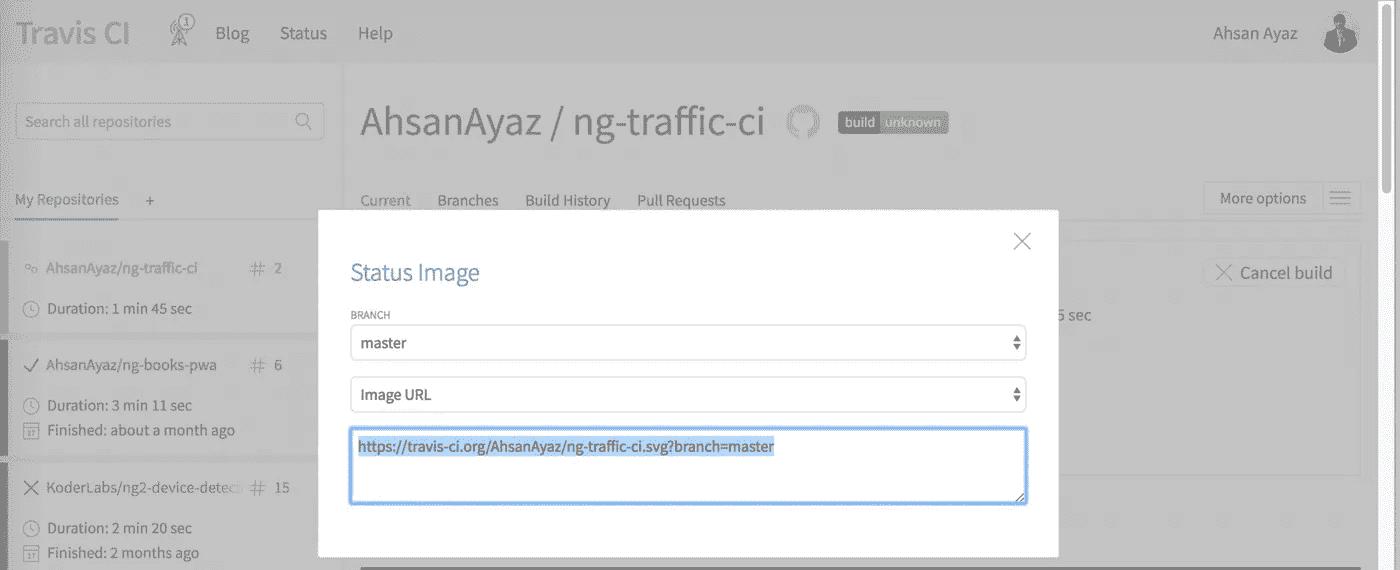 Travis CI
1
Blog
Status
Help
Ahsan Ayaz
Search all repositories
AhsanAyaz / ng-traffic-ci
build unknown
My Repositories +
Current
Branches
Build History
Pull Requests
More options
AhsanAyaz/ng-traffic-ci # 2
Duration: 1 min 45 sec
AhsanAyaz/ng-books-pwa # 6
Duration: 3 min 11 sec
Finished: about a month ago
KoderLabs/ng2-device-detec # 15
Duration: 2 min 20 sec
Finished: 2 months ago
Status Image
BRANCH
master
Image URL
https://travis-ci.org/AhsanAyaz/ng-traffic-ci.svg?branch=master
Cancel build
5 sec